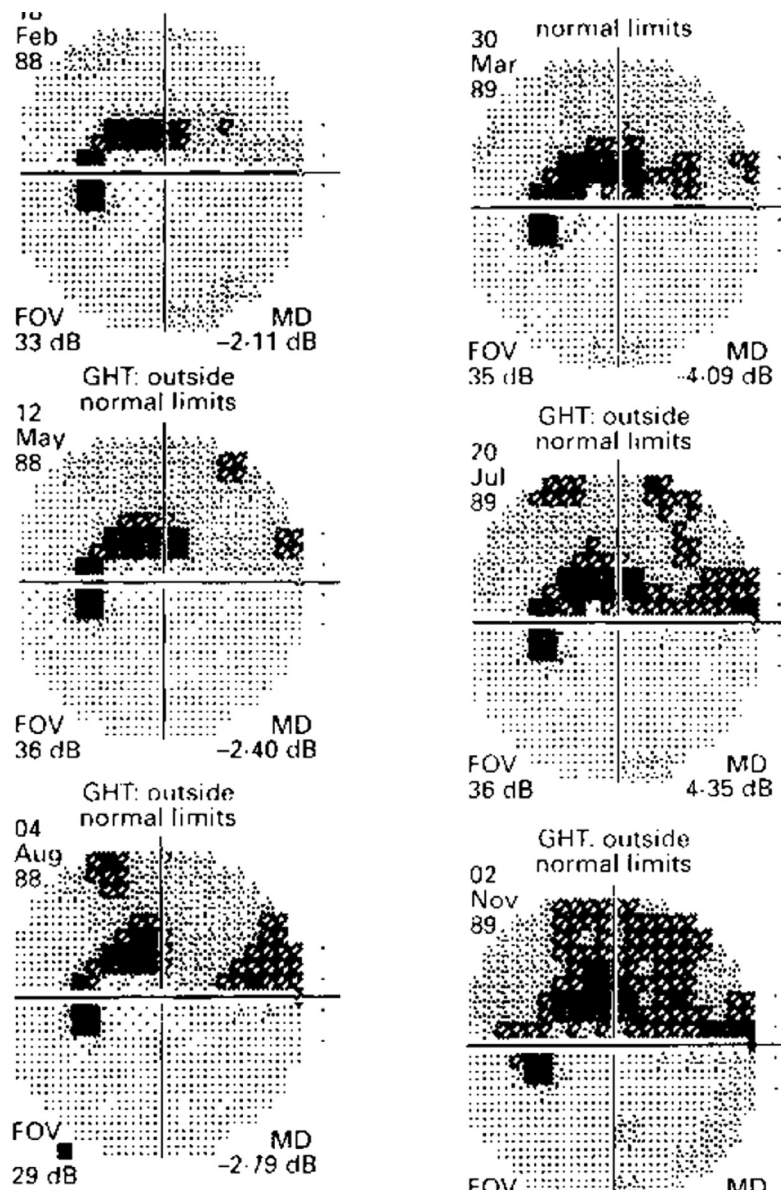 Feb
88
FOV
33 dB
MD
-2·11 dB
GHT: outside
normal limits
12
May
88
FOV
36 dB
MD
-2·40 dB
GHT: outside
normal limits
04
Aug
88
FOV
29 dB
MD
-2·79 dB
normal limits
30
Mar
89
FOV
35 dB
MD
-4·09 dB
GHT: outside
normal limits
20
Jul
89
FOV
36 dB
MD
4·35 dB
GHT. outside
normal limits
02
Nov
89
FOV
MD